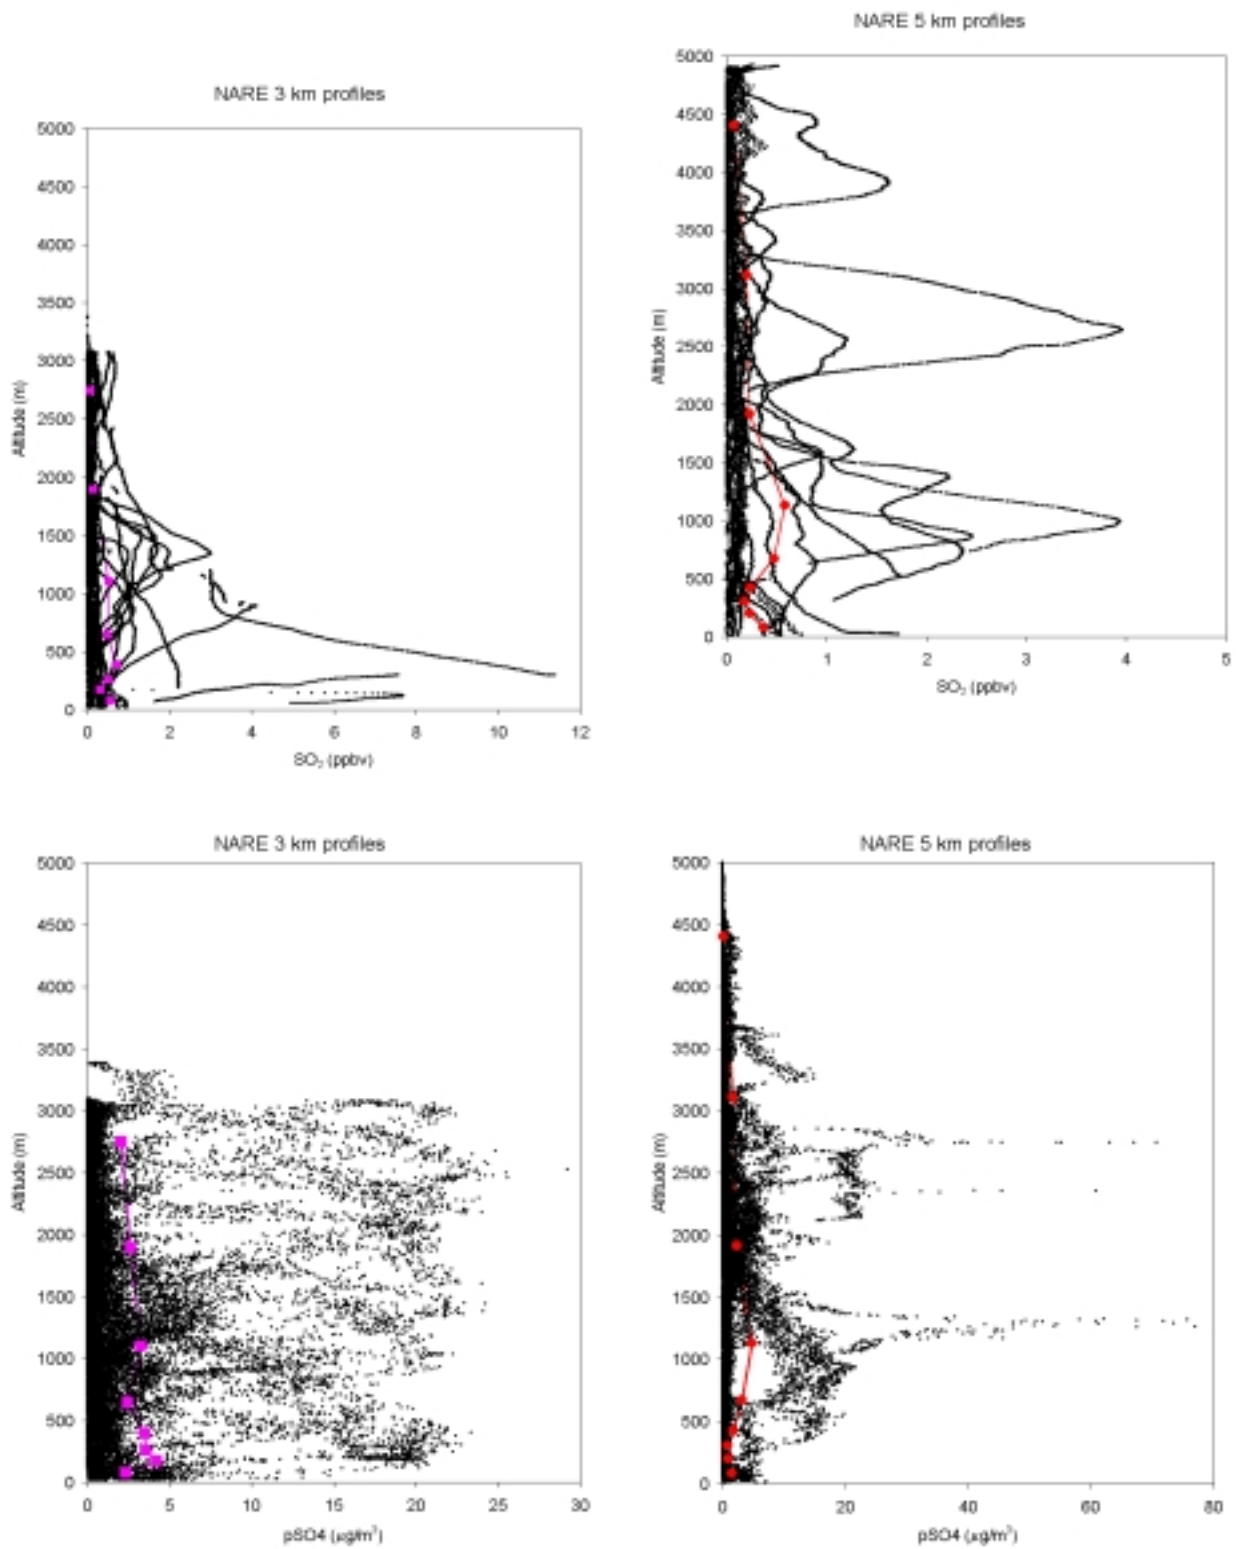 NARE 3 km profiles
5000
4500
4000
3500
3000
2500
2000
1500
1000
500
0
Altitude (m)
0 2 4 6 8 10 12
SO₂ (ppbv)
NARE 5 km profiles
5000
4500
4000
3500
3000
2500
2000
1500
1000
500
0
Altitude (m)
0 1 2 3 4 5
SO₂ (ppbv)
NARE 3 km profiles
5000
4500
4000
3500
3000
2500
2000
1500
1000
500
0
Altitude (m)
0 5 10 15 20 25 30
pSO4 (µg/m³)
NARE 5 km profiles
5000
4500
4000
3500
3000
2500
2000
1500
1000
500
0
Altitude (m)
0 20 40 60 80
pSO4 (µg/m³)